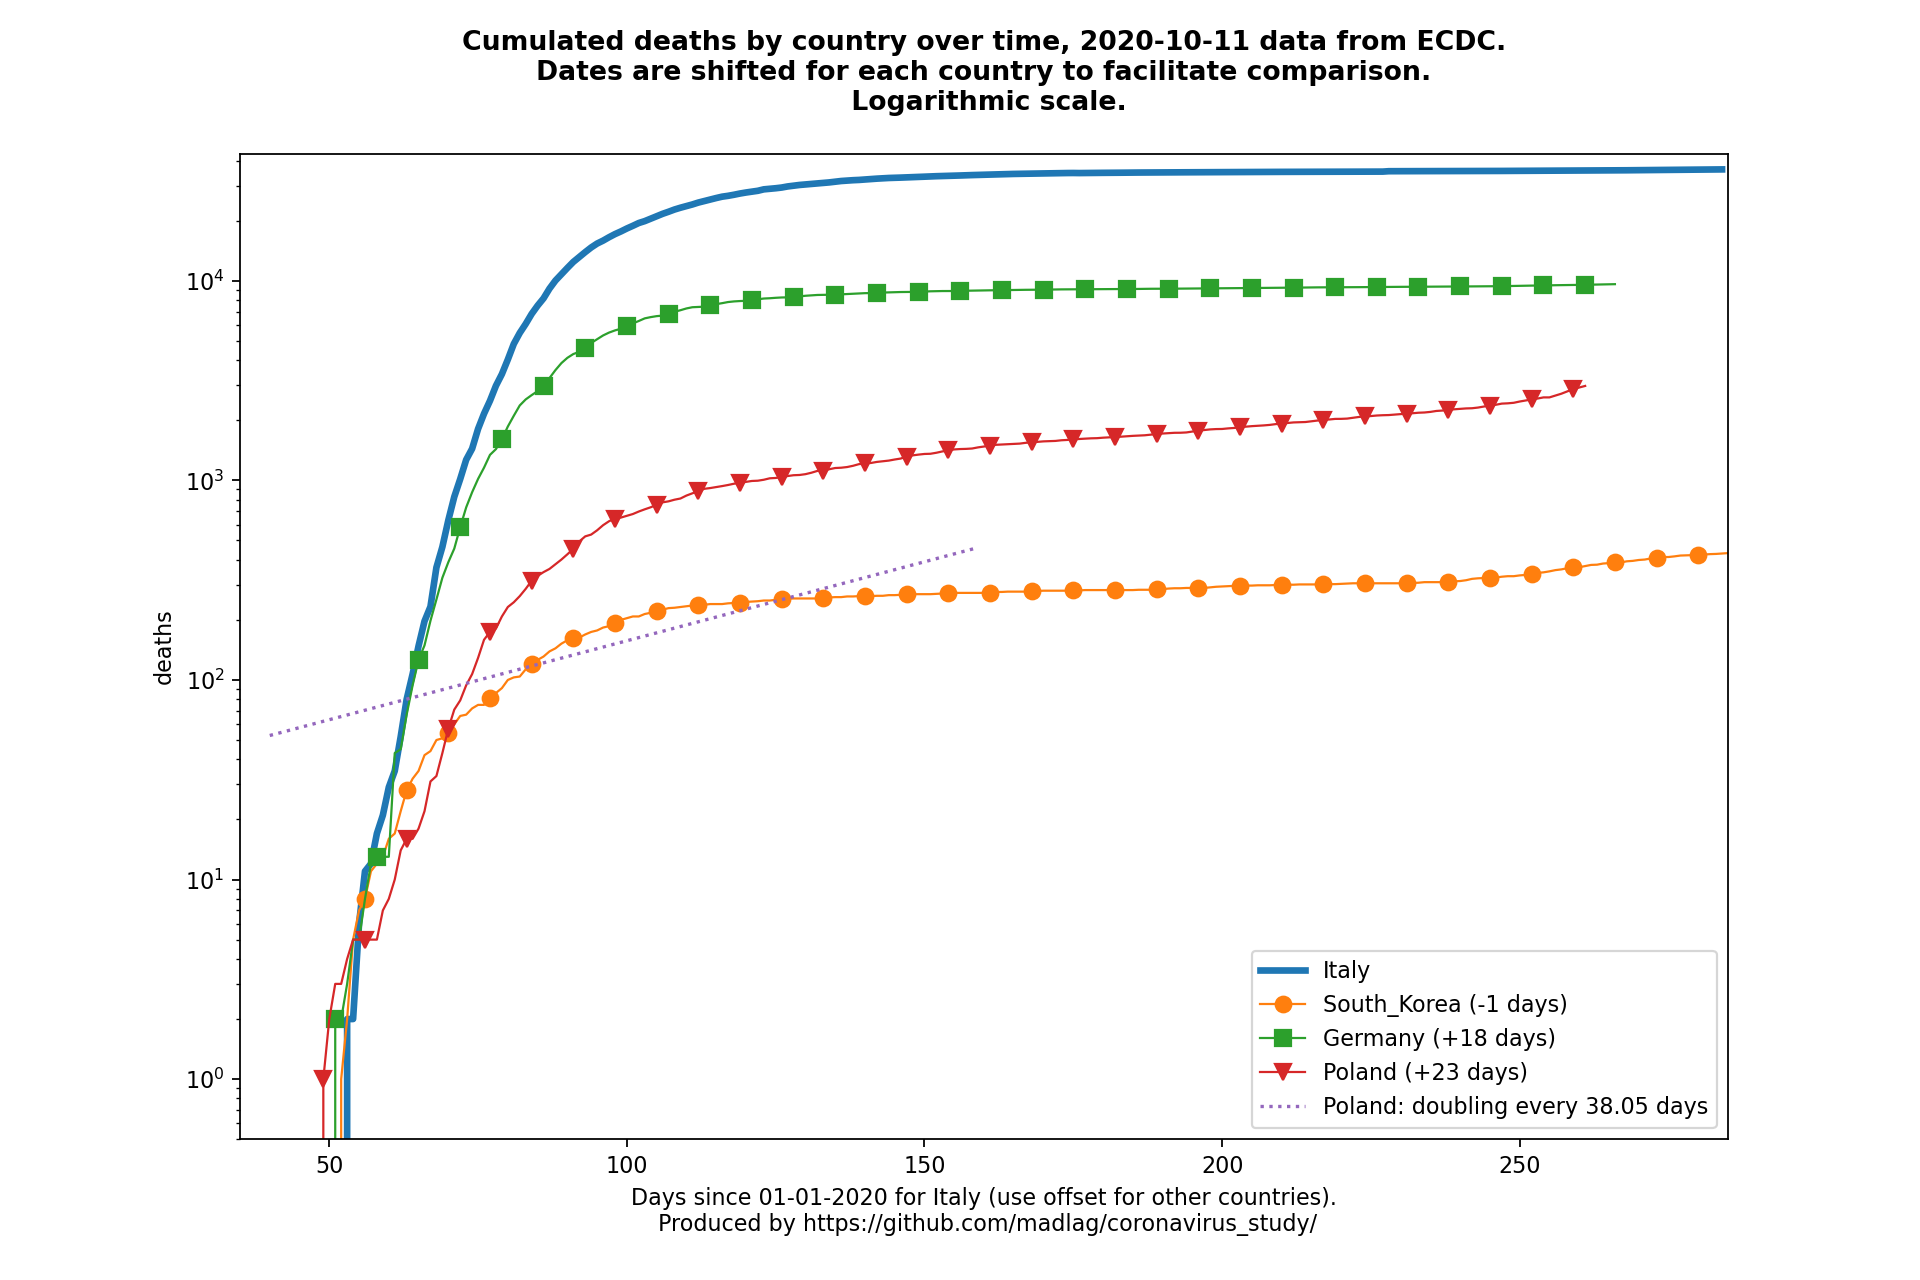 Cumulated deaths by country over time, 2020-10-11 data from ECDC.
Dates are shifted for each country to facilitate comparison.
Logarithmic scale.
deaths
10⁴
10³
10²
10¹
10⁰
50 100 150 200 250
Italy
South_Korea (-1 days)
Germany (+18 days)
Poland (+23 days)
Poland: doubling every 38.05 days
Days since 01-01-2020 for Italy (use offset for other countries).
Produced by https://github.com/madlag/coronavirus_study/